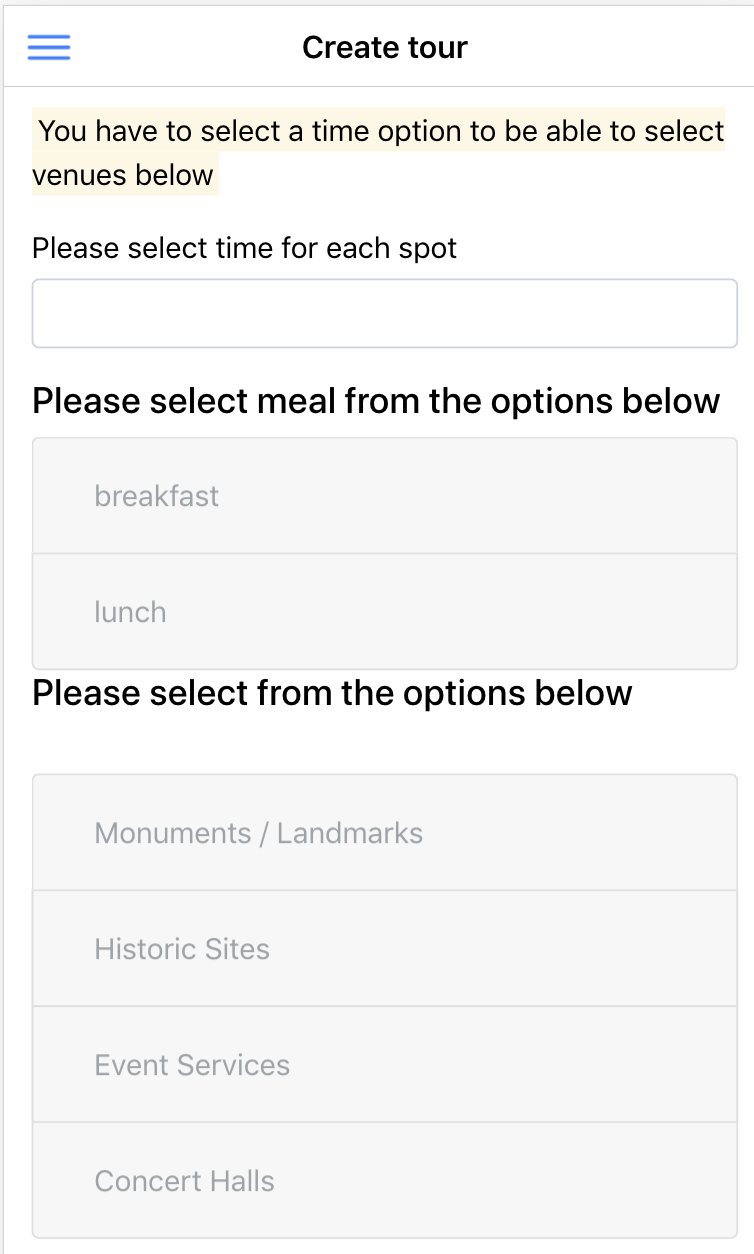 Create tour
You have to select a time option to be able to select
venues below
Please select time for each spot
Please select meal from the options below
breakfast
lunch
Please select from the options below
Monuments / Landmarks
Historic Sites
Event Services
Concert Halls